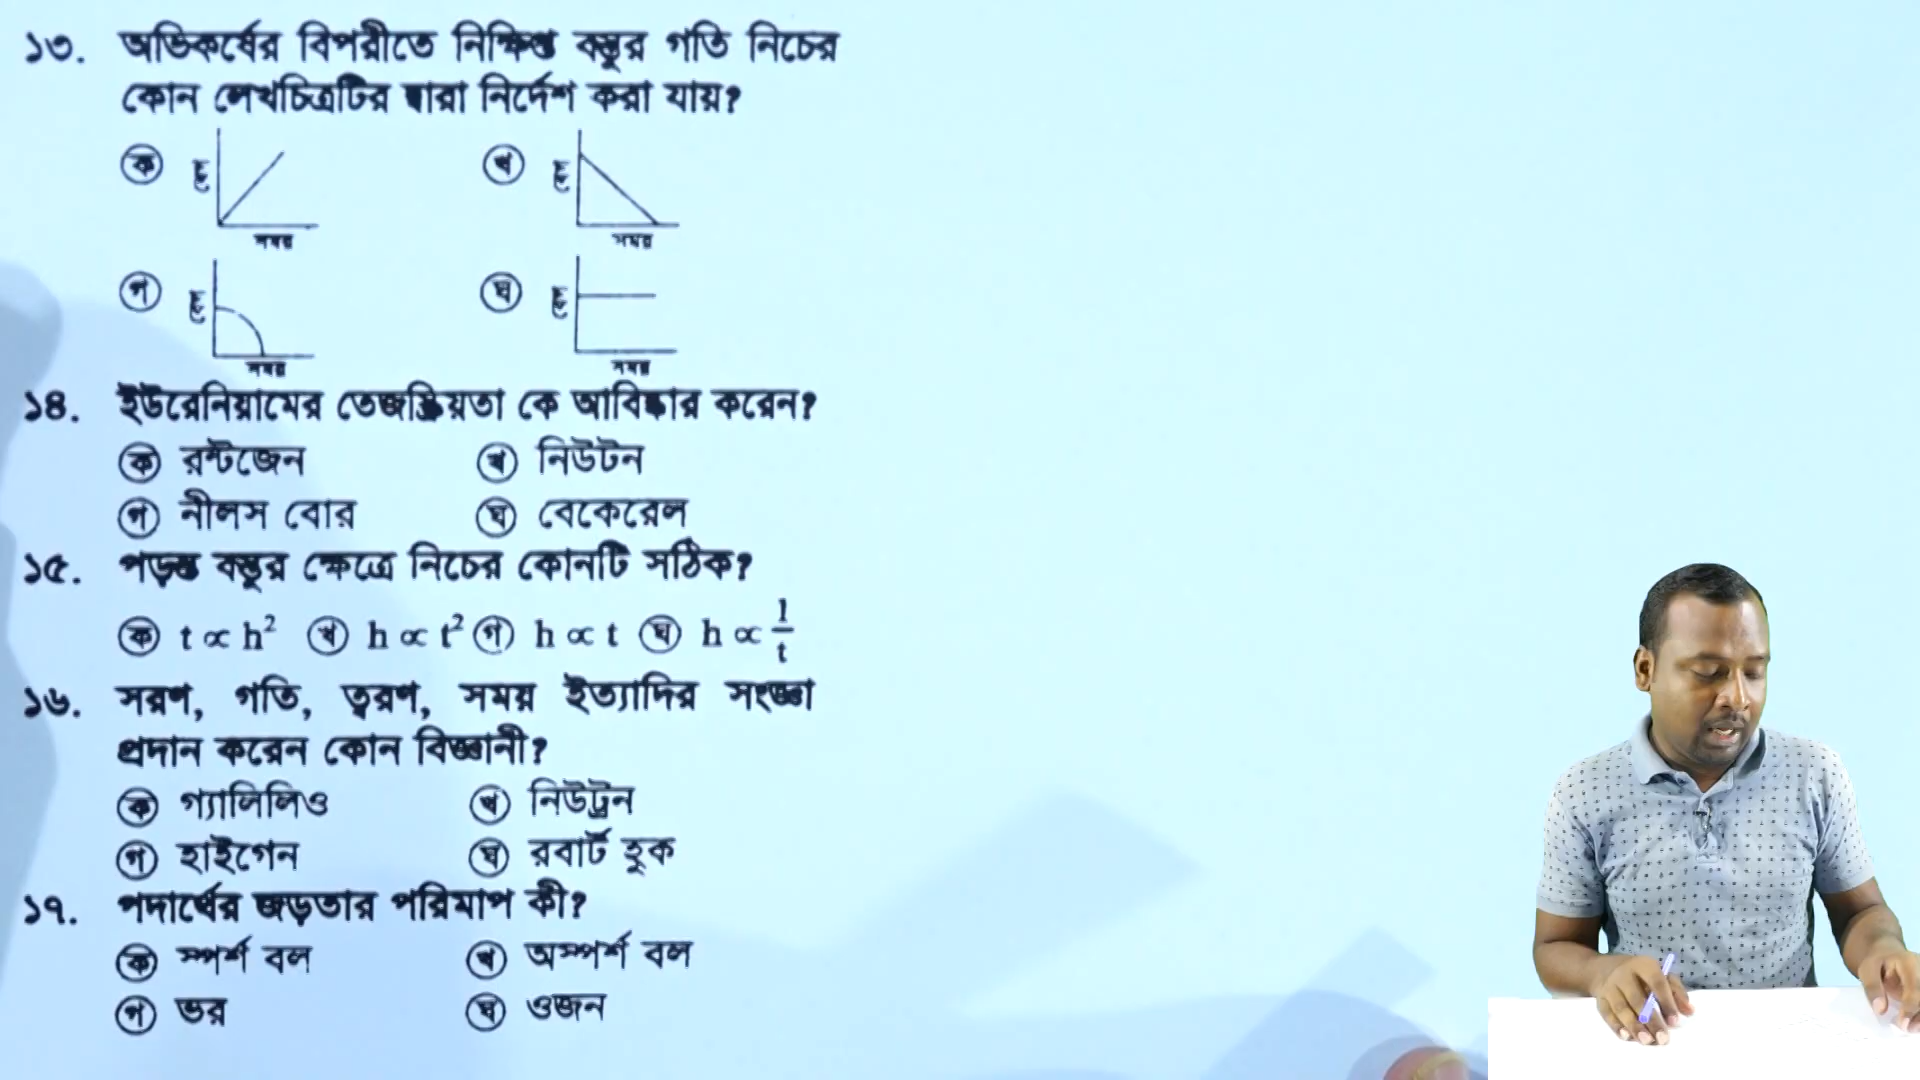 ১৩. অভিকর্ষের বিপরীতে নিক্ষিপ্ত বস্তুর গতি নিচের
কোন লেখচিত্রটির দ্বারা নির্দেশ করা যায়?
ক বেগ সময় খ বেগ সময়
গ বেগ সময় ঘ বেগ সময়
১৪. ইউরেনিয়ামের তেজস্ক্রিয়তা কে আবিষ্কার করেন?
ক রন্টজেন খ নিউটন
গ নীলস বোর ঘ বেকেরেল
১৫. পড়ন্ত বস্তুর ক্ষেত্রে নিচের কোনটি সঠিক?
ক t ∝ h² খ h ∝ t² গ h ∝ t ঘ h ∝ 1/t
১৬. সরণ, গতি, ত্বরণ, সময় ইত্যাদির সংজ্ঞা
প্রদান করেন কোন বিজ্ঞানী?
ক গ্যালিলিও খ নিউট্রন
গ হাইগেন ঘ রবার্ট হুক
১৭. পদার্থের জড়তার পরিমাপ কী?
ক স্পর্শ বল খ অস্পর্শ বল
গ ভর ঘ ওজন